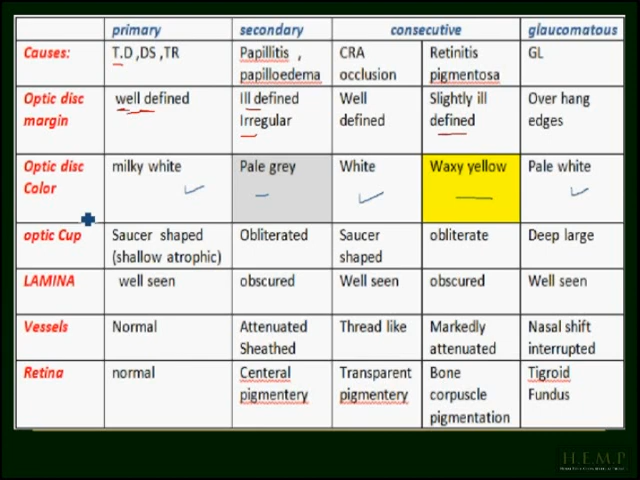 primary secondary consecutive glaucomatous
Causes: T.D ,DS ,TR Papillitis , CRA Retinitis GL
papilloedema occlusion pigmentosa
Optic disc well defined Ill defined Well Slightly ill Over hang
margin Irregular defined defined edges
Optic disc milky white Pale grey White Waxy yellow Pale white
Color
optic Cup Saucer shaped Obliterated Saucer obliterate Deep large
(shallow atrophic) shaped
LAMINA well seen obscured Well seen obscured Well seen
Vessels Normal Attenuated Thread like Markedly Nasal shift
Sheathed attenuated interrupted
Retina normal Centeral Transparent Bone Tigroid
pigmentery pigmentery corpuscle Fundus
pigmentation
H.E.M.P